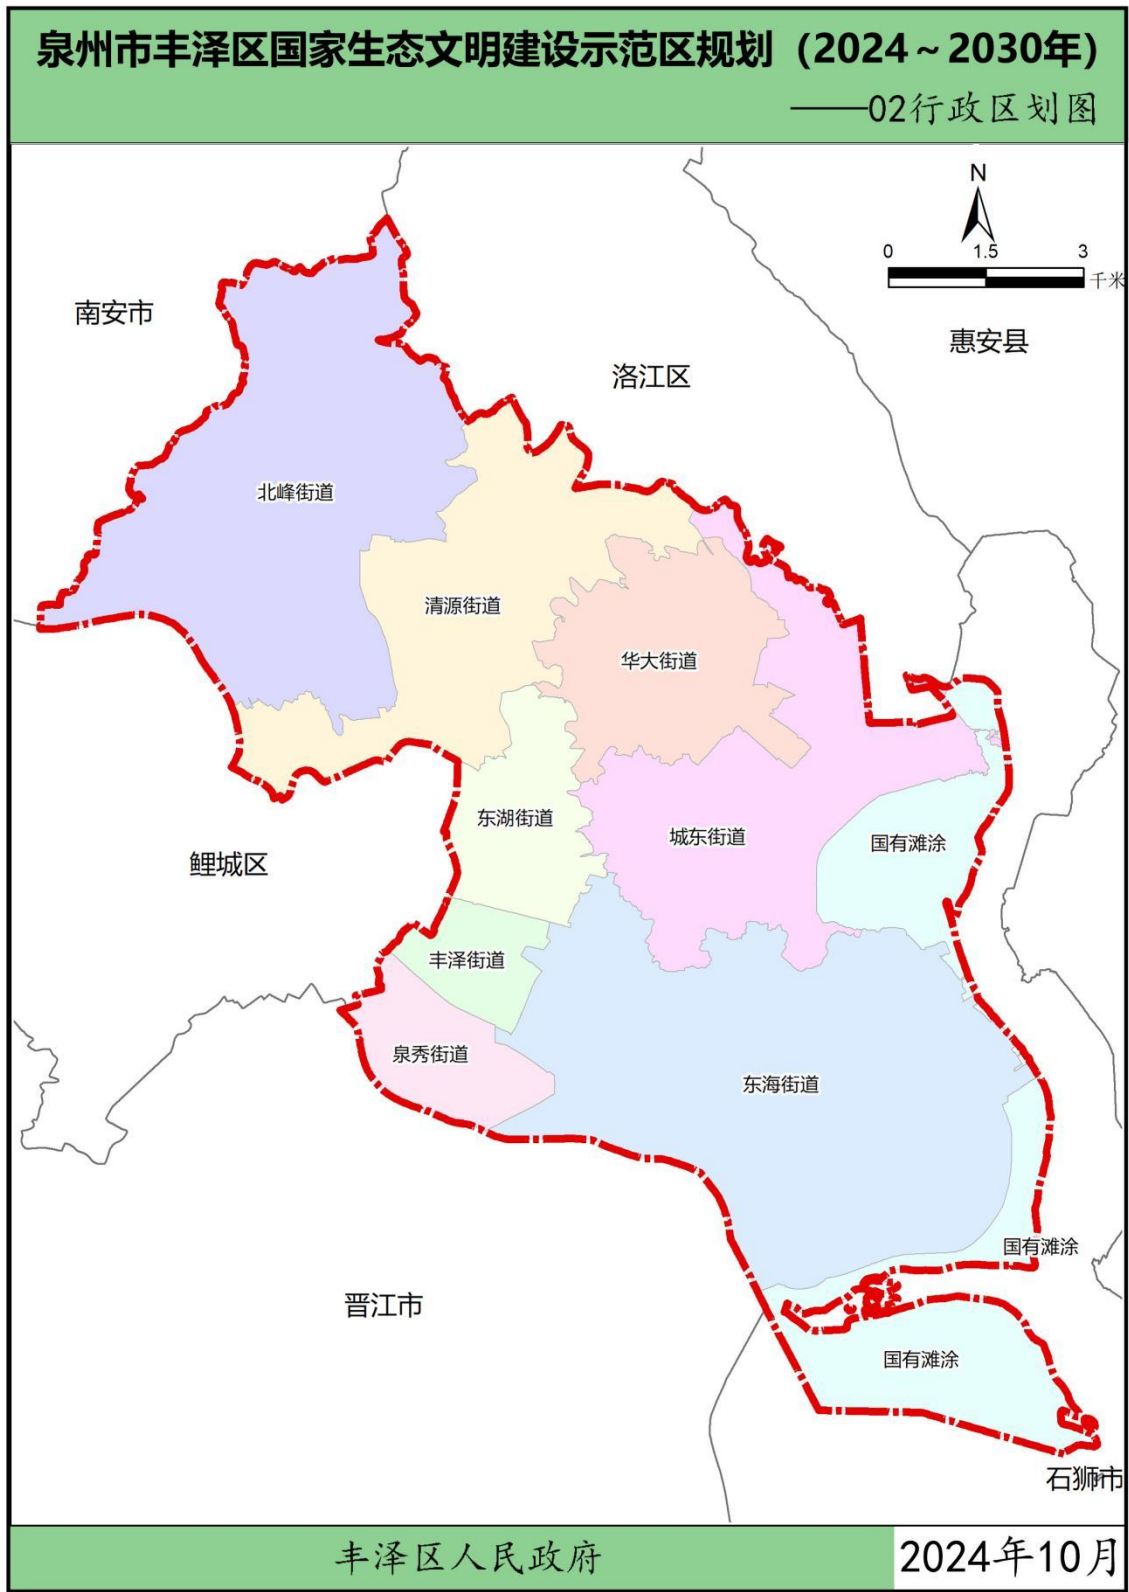 泉州市丰泽区国家生态文明建设示范区规划（2024～2030年）
——02行政区划图
N
0 1.5 3
千米
南安市
惠安县
洛江区
北峰街道
清源街道
华大街道
东湖街道
城东街道
国有滩涂
鲤城区
丰泽街道
泉秀街道
东海街道
国有滩涂
晋江市
国有滩涂
石狮市
丰泽区人民政府
2024年10月